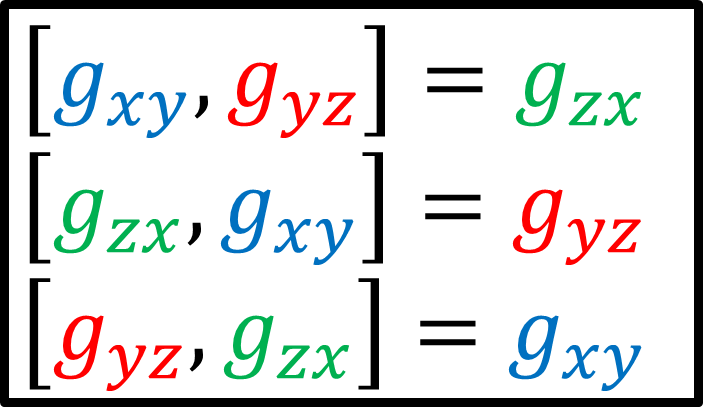 [g_xy, g_yz] = g_zx
[g_zx, g_xy] = g_yz
[g_yz, g_zx] = g_xy